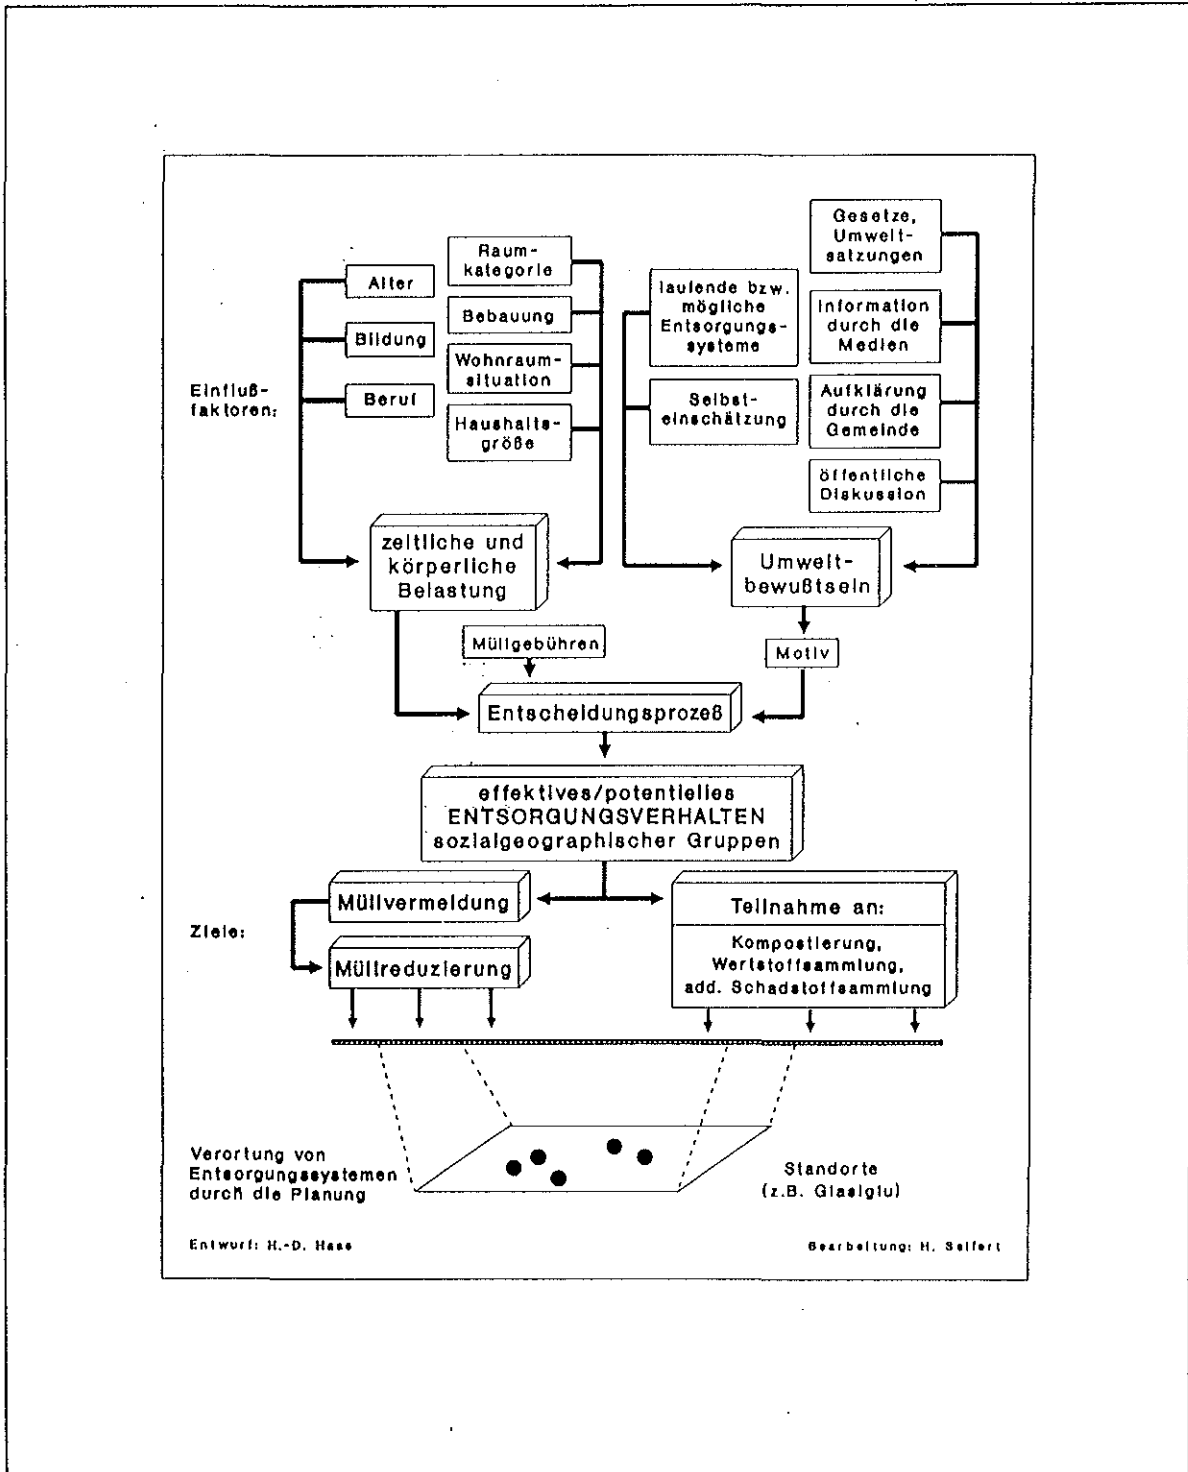 Einfluß-
faktoren:
Alter
Bildung
Beruf
Raum-
kategorie
Bebauung
Wohnraum-
situation
Haushalts-
größe
laufende bzw.
mögliche
Entsorgungs-
systeme
Selbst-
einschätzung
Gesetze,
Umwelt-
satzungen
Information
durch die
Medien
Aufklärung
durch die
Gemeinde
öffentliche
Diskussion
zeitliche und
körperliche
Belastung
Umwelt-
bewußtsein
Müllgebühren
Motiv
Entscheidungsprozeß
effektives/potentielles
ENTSORGUNGSVERHALTEN
sozialgeographischer Gruppen
Ziele:
Müllvermeidung
Müllreduzierung
Teilnahme an:
Kompostierung,
Wertstoffsammlung,
add. Schadstoffsammlung
Verortung von
Entsorgungssystemen
durch die Planung
Standorte
(z.B. Glasiglu)
Entwurf: H.-D. Haas
Bearbeitung: H. Seifert